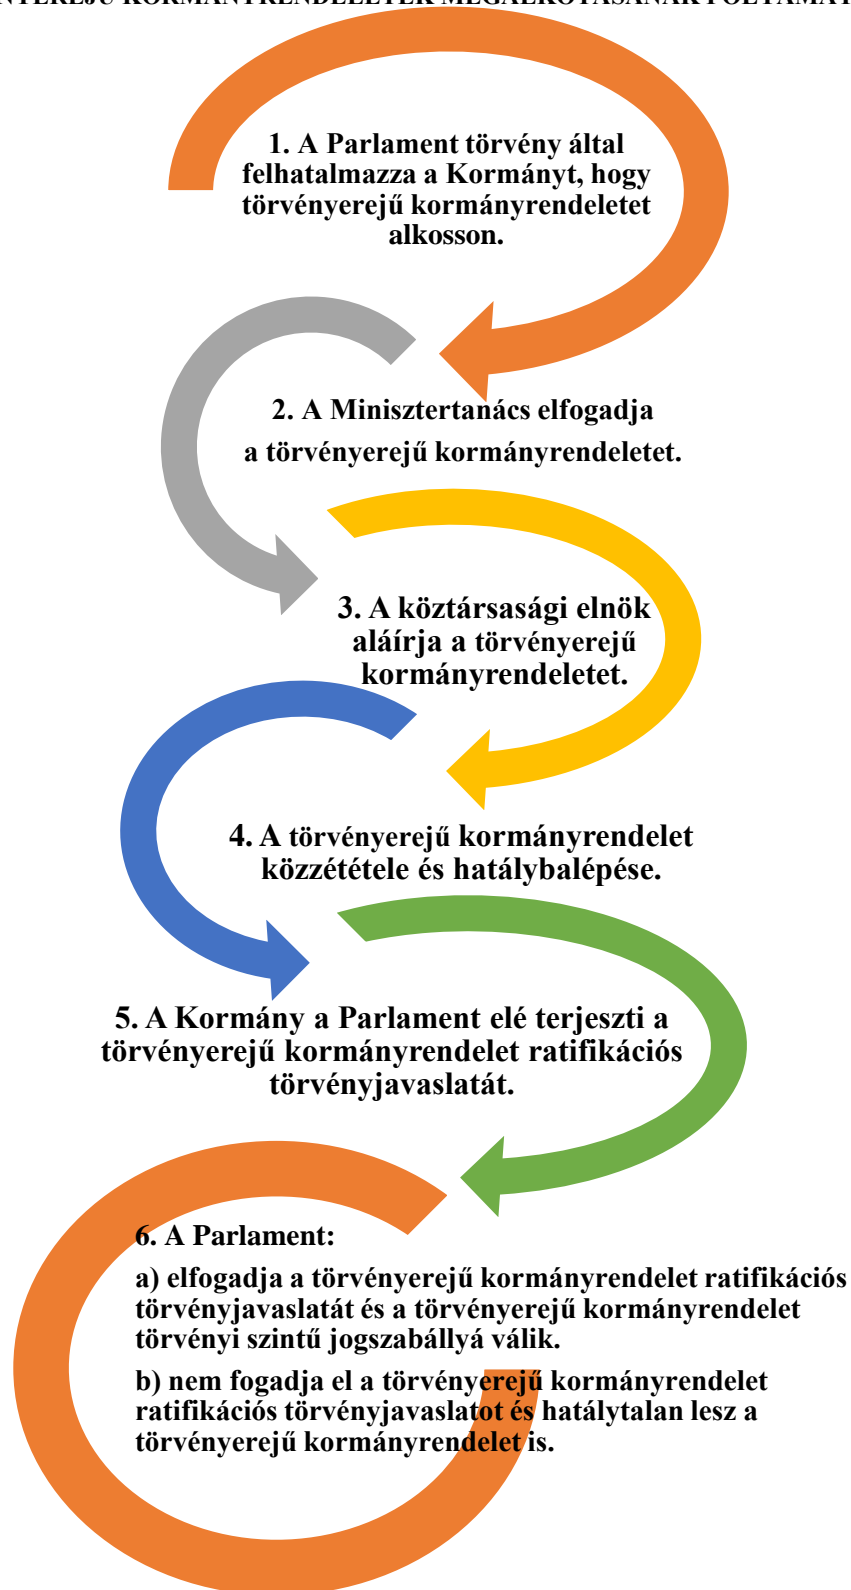 KORMÁNYRENDELETEK MEGALKOTÁSÁNAK
1. A Parlament törvény által
felhatalmazza a Kormányt, hogy
törvényerejű kormányrendeletet
alkosson.
2. A Minisztertanács elfogadja
a törvényerejű kormányrendeletet.
3. A köztársasági elnök
aláírja a törvényerejű
kormányrendeletet.
4. A törvényerejű kormányrendelet
közzététele és hatálybalépése.
5. A Kormány a Parlament elé terjeszti a
törvényerejű kormányrendelet ratifikációs
törvényjavaslatát.
6. A Parlament:
a) elfogadja a törvényerejű kormányrendelet ratifikációs
törvényjavaslatát és a törvényerejű kormányrendelet
törvényi szintű jogszabállyá válik.
b) nem fogadja el a törvényerejű kormányrendelet
ratifikációs törvényjavaslatot és hatálytalan lesz a
törvényerejű kormányrendelet is.